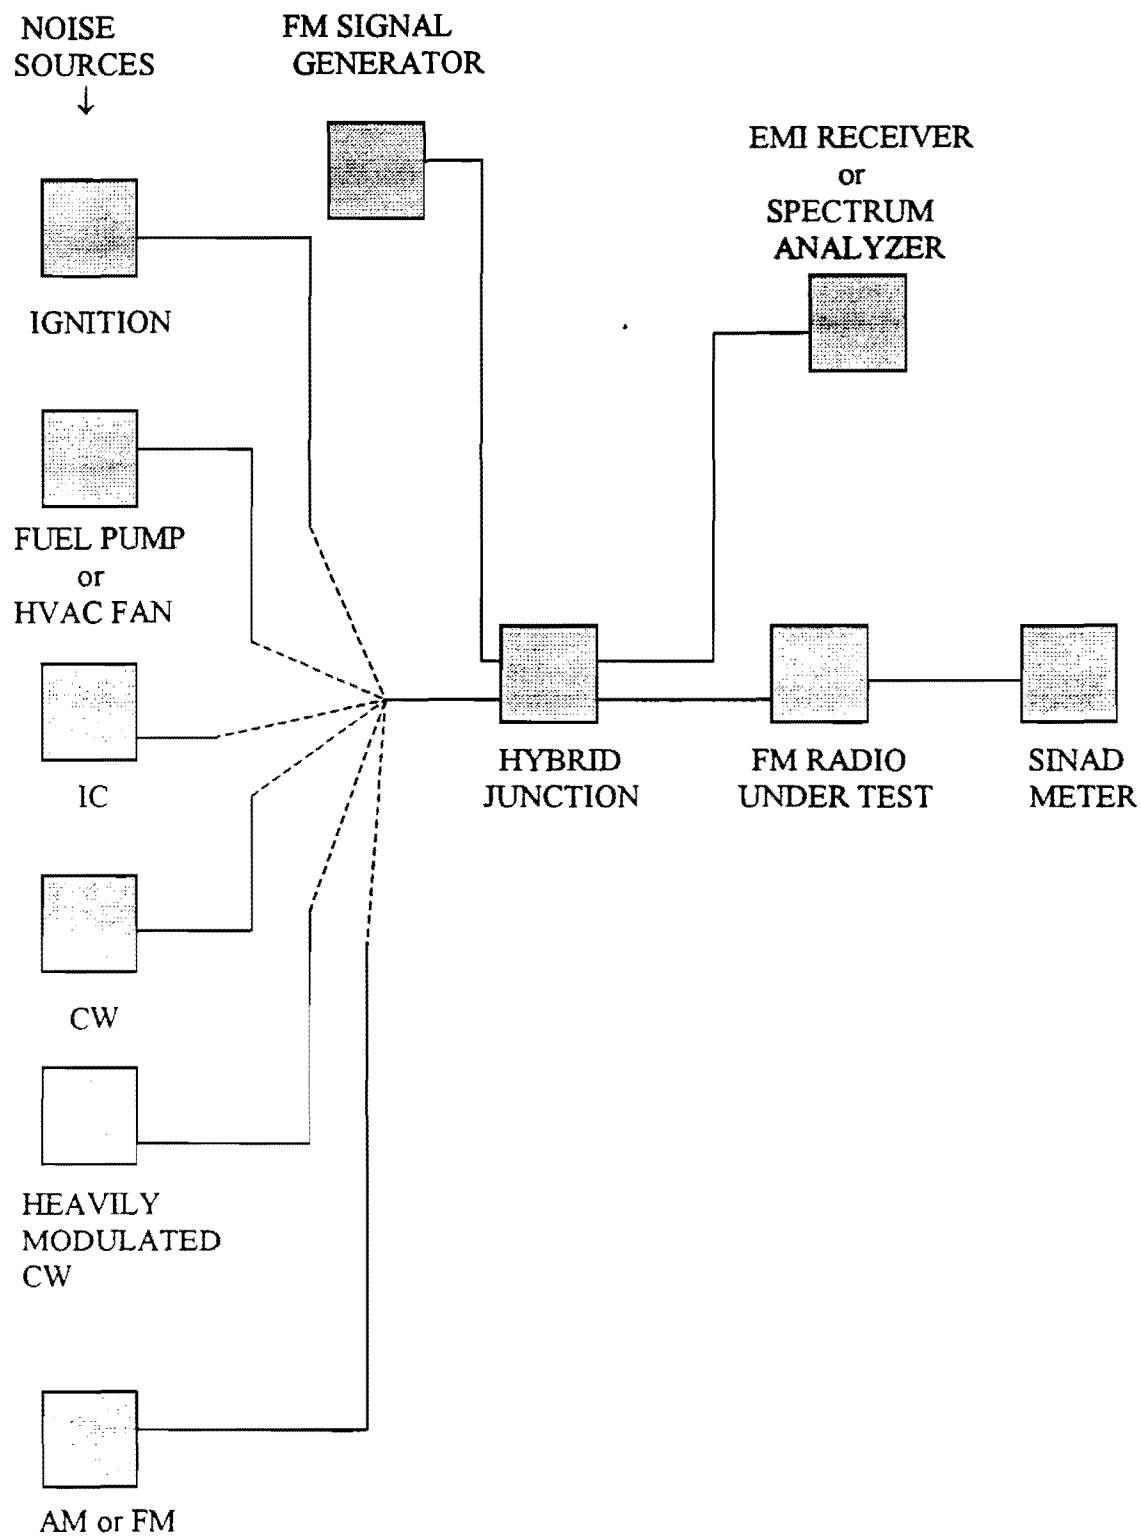 NOISE
SOURCES
FM SIGNAL
GENERATOR
EMI RECEIVER
or
SPECTRUM
ANALYZER
IGNITION
FUEL PUMP
or
HVAC FAN
IC
HYBRID
JUNCTION
FM RADIO
UNDER TEST
SINAD
METER
CW
HEAVILY
MODULATED
CW
AM or FM